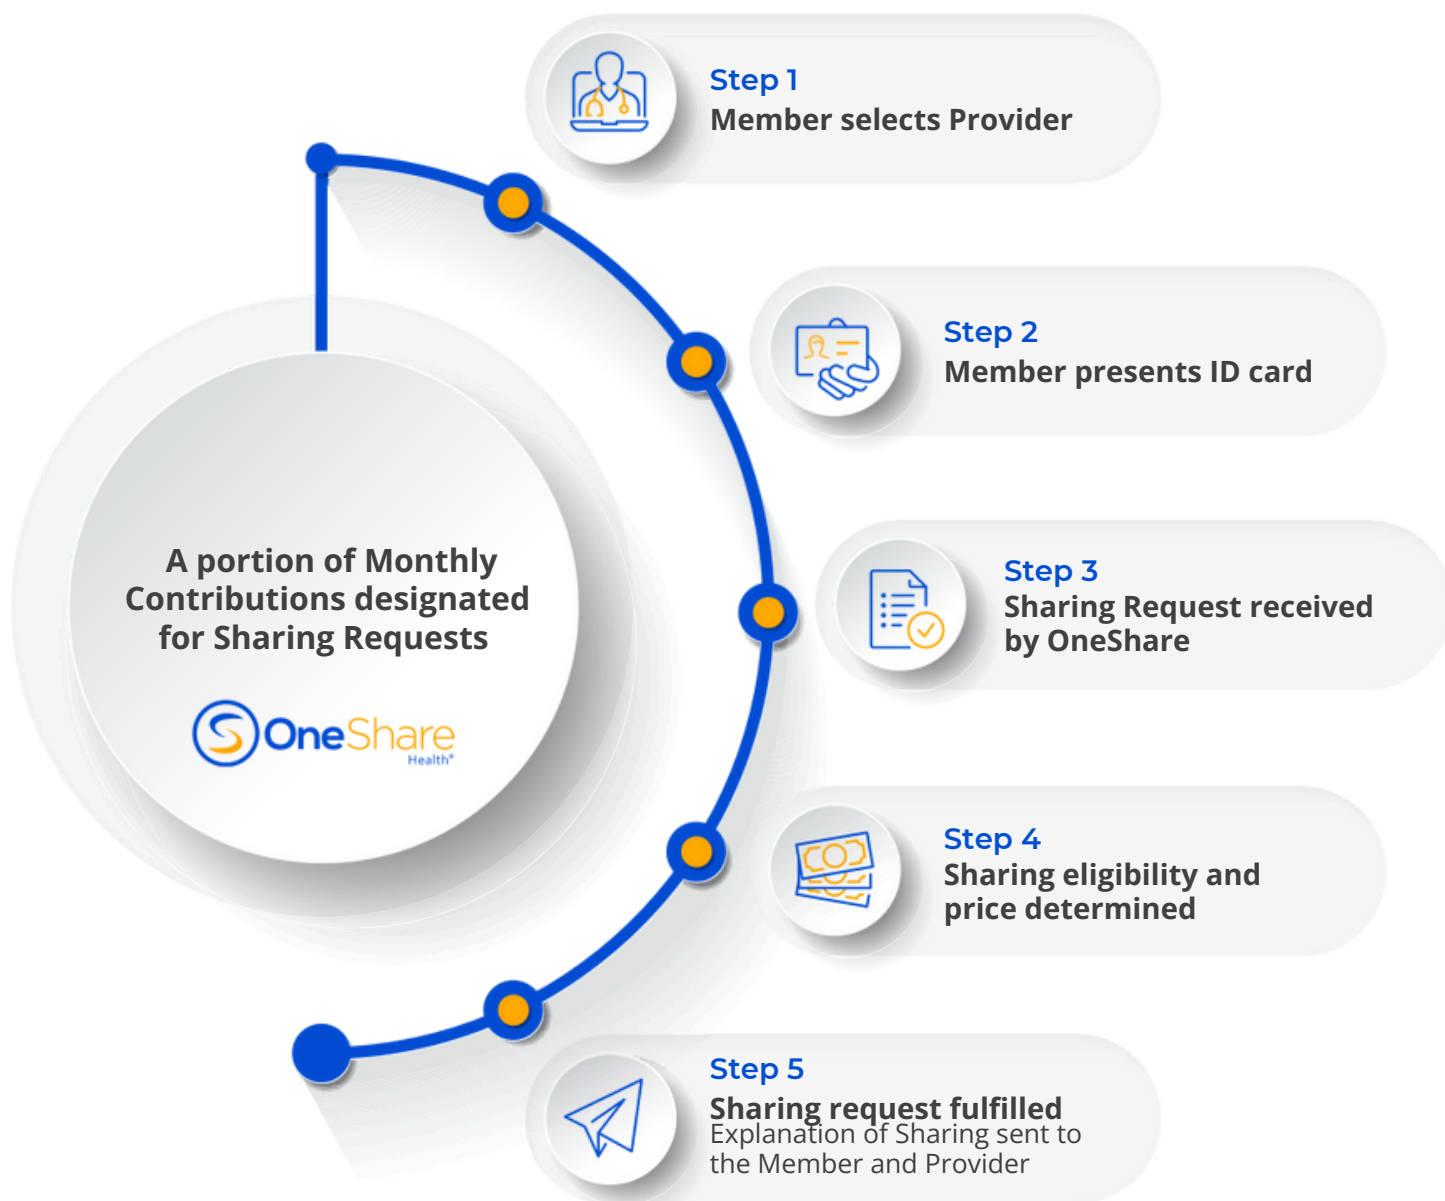 Step 1
Member selects Provider
Step 2
Member presents ID card
A portion of Monthly
Contributions designated
for Sharing Requests
OneShare
Health®
Step 3
Sharing Request received
by OneShare
Step 4
Sharing eligibility and
price determined
Step 5
Sharing request fulfilled
Explanation of Sharing sent to
the Member and Provider